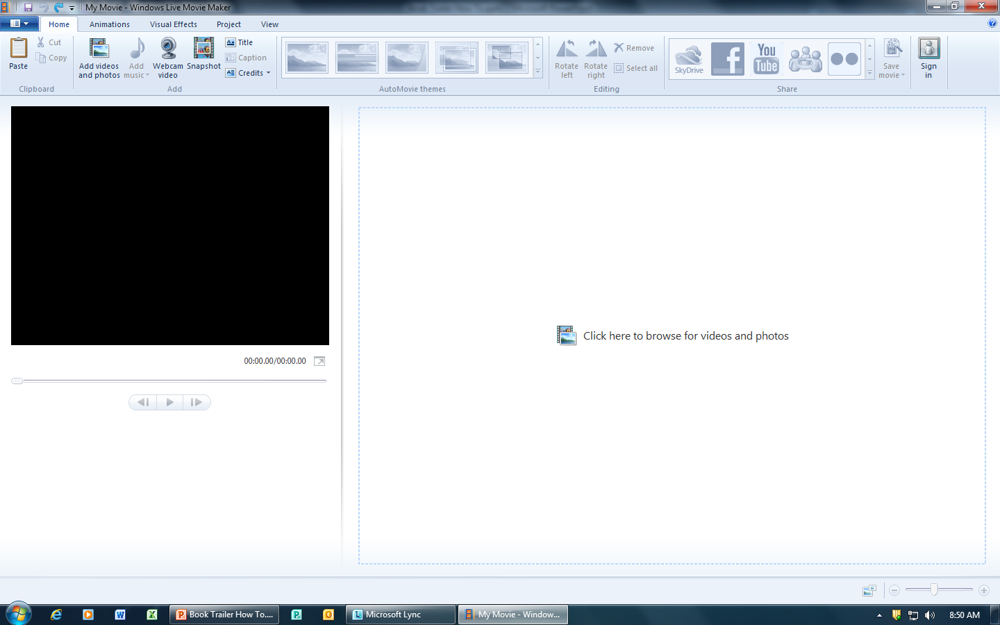 My Movie - Windows Live Movie Maker
Home Animations Visual Effects Project View
Paste
Cut
Copy
Clipboard
Add videos
and photos
Add
music
Webcam
video
Snapshot
Title
Caption
Credits
Add
AutoMovie themes
Rotate
left
Rotate
right
Remove
Select all
Editing
SkyDrive
f
You
Tube
Share
Save
movie
Sign
in
Click here to browse for videos and photos
00:00.00/00:00.00
Book Trailer How To....
Microsoft Lync
My Movie - Window...
8:50 AM